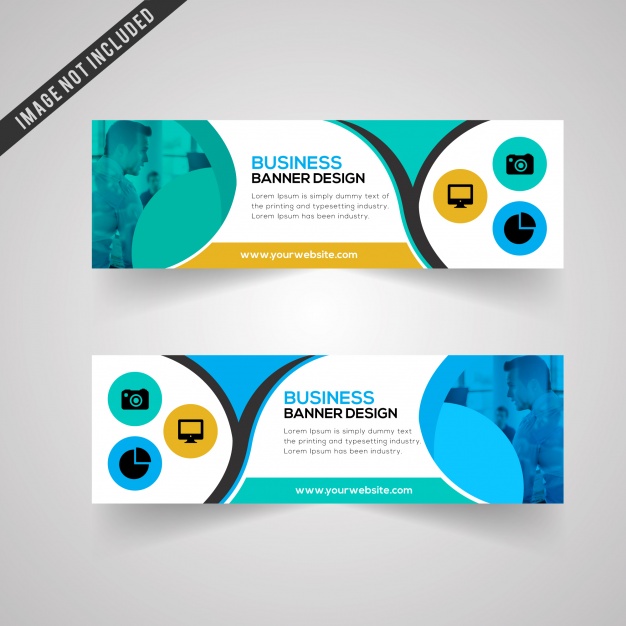 IMAGE NOT INCLUDED
BUSINESS
BANNER DESIGN
Lorem Ipsum is simply dummy text of
the printing and typesetting industry.
Lorem Ipsum has been the industry.
www.yourwebsite.com
BUSINESS
BANNER DESIGN
Lorem Ipsum is simply dummy text of
the printing and typesetting industry.
Lorem Ipsum has been the industry.
www.yourwebsite.com